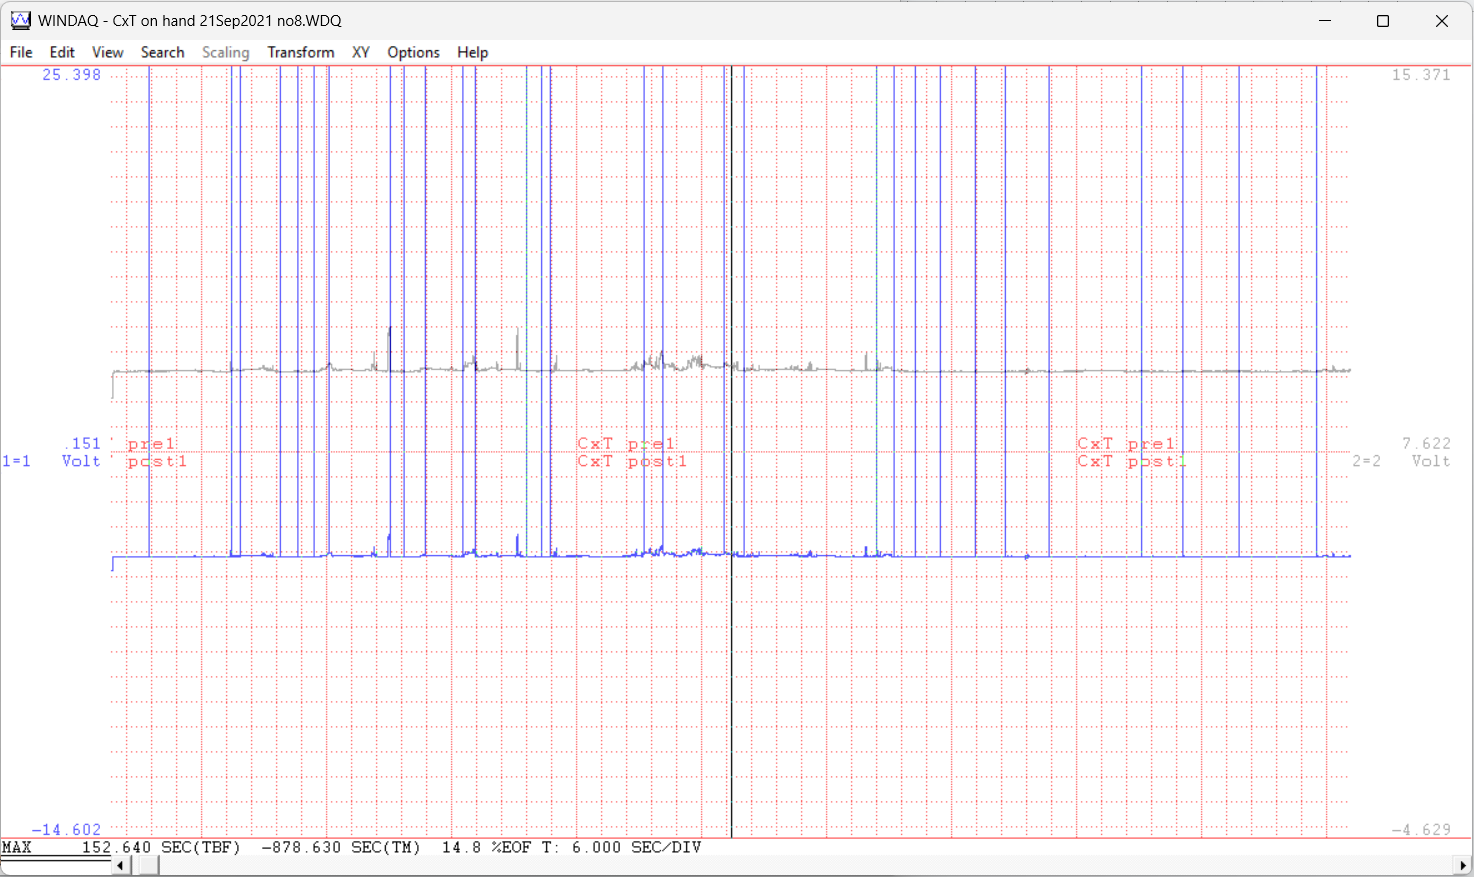 WINDAQ - CxT on hand 21Sep2021 no8.WDQ
File Edit View Search Scaling Transform XY Options Help
25.398 15.371
.151 pre1 CxT pre1 CxT pre1 7.622
1=1 Volt post1 CxT post1 CxT post1 2=2 Volt
-14.602 -4.629
MAX 152.640 SEC(TBF) -878.630 SEC(TM) 14.8 %EOF T: 6.000 SEC/DIV